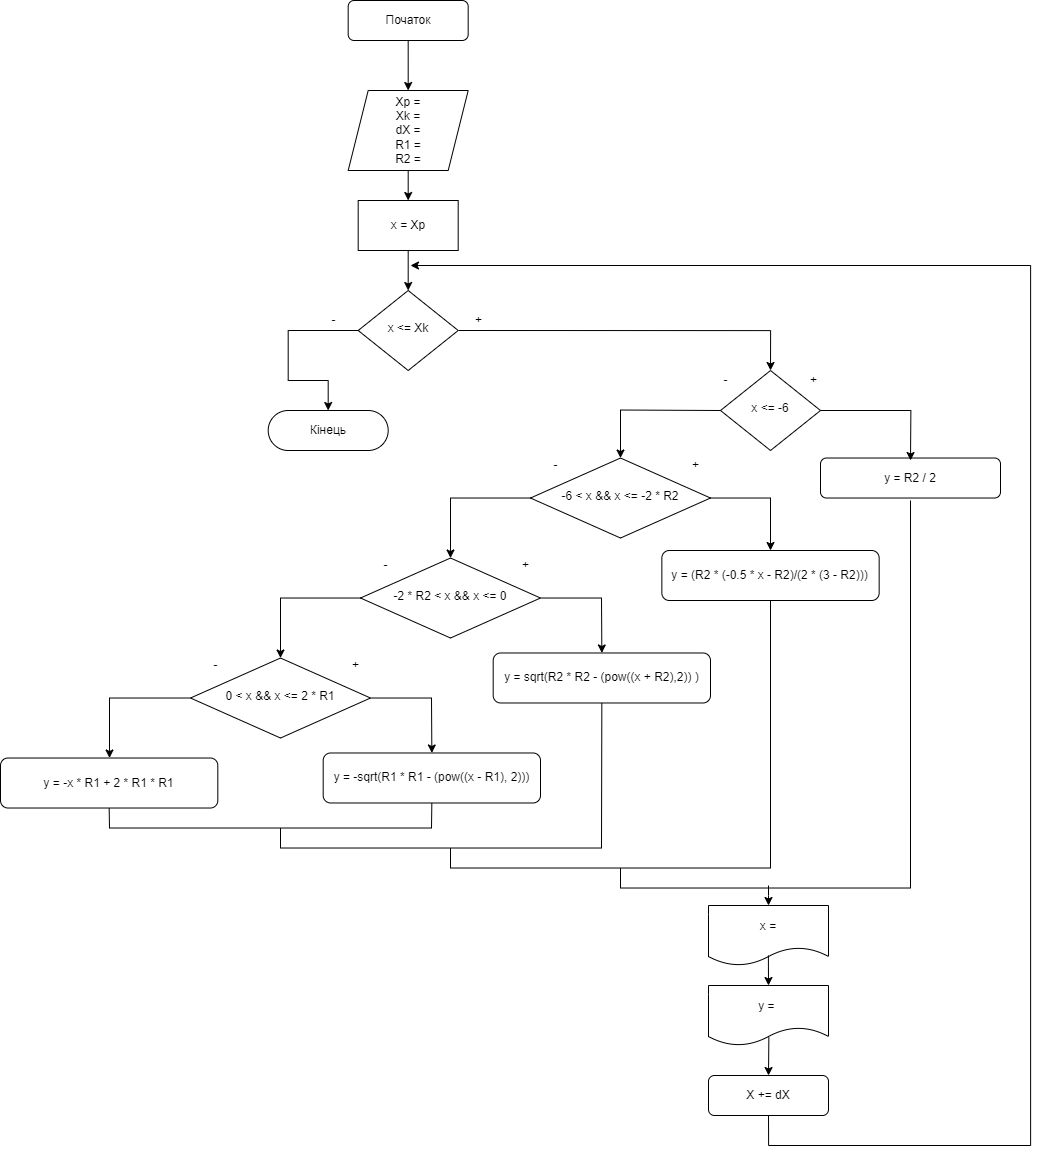 Початок
Xp =
Xk =
dX =
R1 =
R2 =
x = Xp
x <= Xk
-
+
Кінець
x <= -6
-
+
y = R2 / 2
-6 < x && x <= -2 * R2
-
+
y = (R2 * (-0.5 * x - R2)/(2 * (3 - R2)))
-2 * R2 < x && x <= 0
-
+
y = sqrt(R2 * R2 - (pow((x + R2),2)) )
0 < x && x <= 2 * R1
-
+
y = -x * R1 + 2 * R1 * R1
y = -sqrt(R1 * R1 - (pow((x - R1), 2)))
x =
y =
X += dX